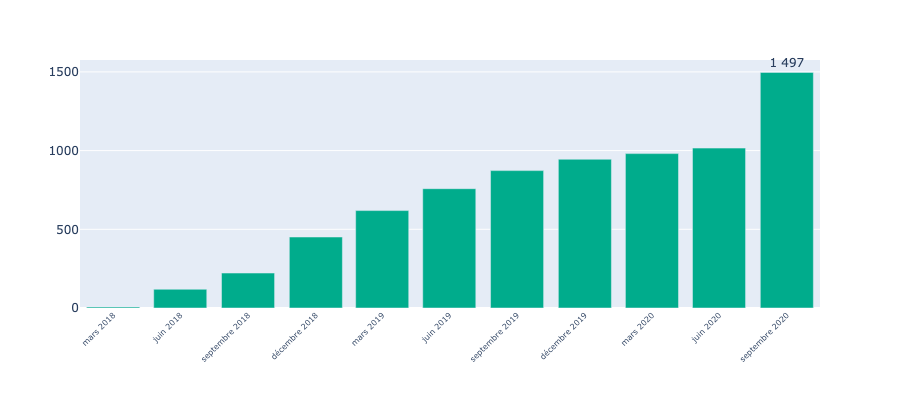 1 497
1500
1000
500
0
mars 2018
juin 2018
septembre 2018
décembre 2018
mars 2019
juin 2019
septembre 2019
décembre 2019
mars 2020
juin 2020
septembre 2020